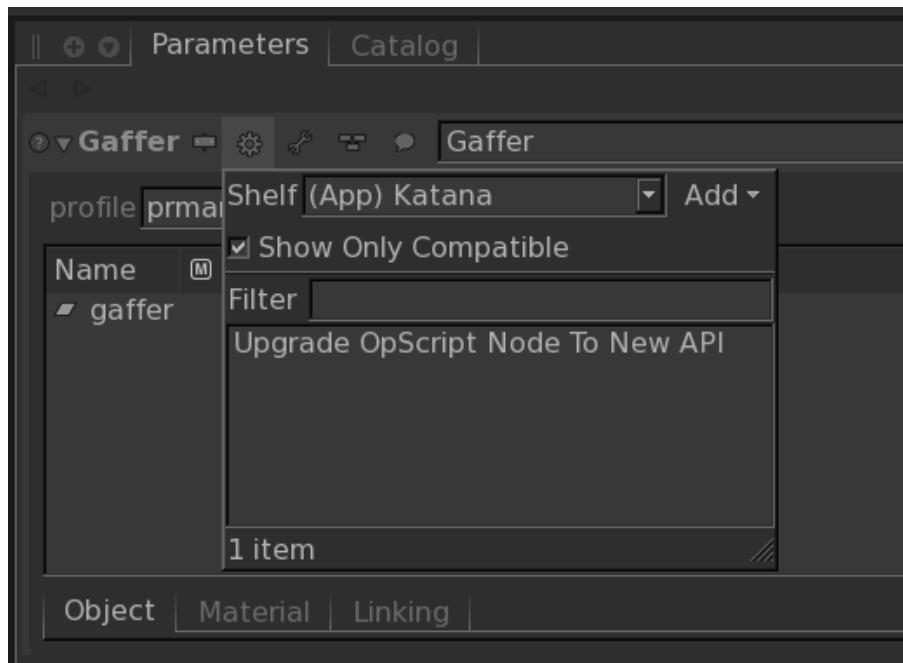 Parameters Catalog
Gaffer Gaffer
profile prma
Shelf (App) Katana Add
Show Only Compatible
Name M
Filter
gaffer
Upgrade OpScript Node To New API
1 item
Object Material Linking